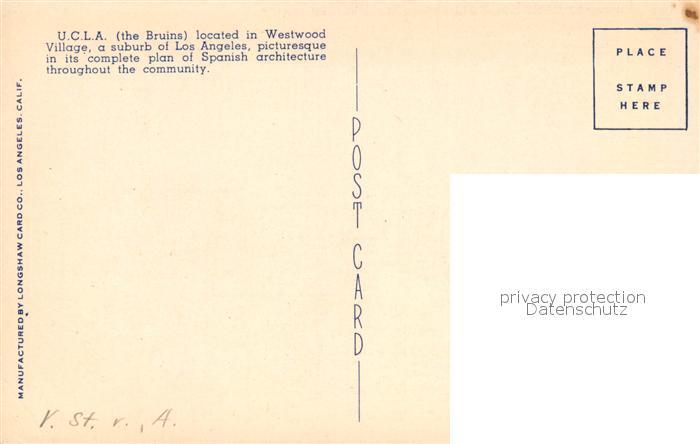 U.C.L.A. (the Bruins) located in Westwood
Village, a suburb of Los Angeles, picturesque
in its complete plan of Spanish architecture
throughout the community.
PLACE
STAMP
HERE
POST CARD
MANUFACTURED BY LONGSHAW CARD CO., LOS ANGELES, CALIF.
privacy protection
Datenschutz
V. St. v. A.